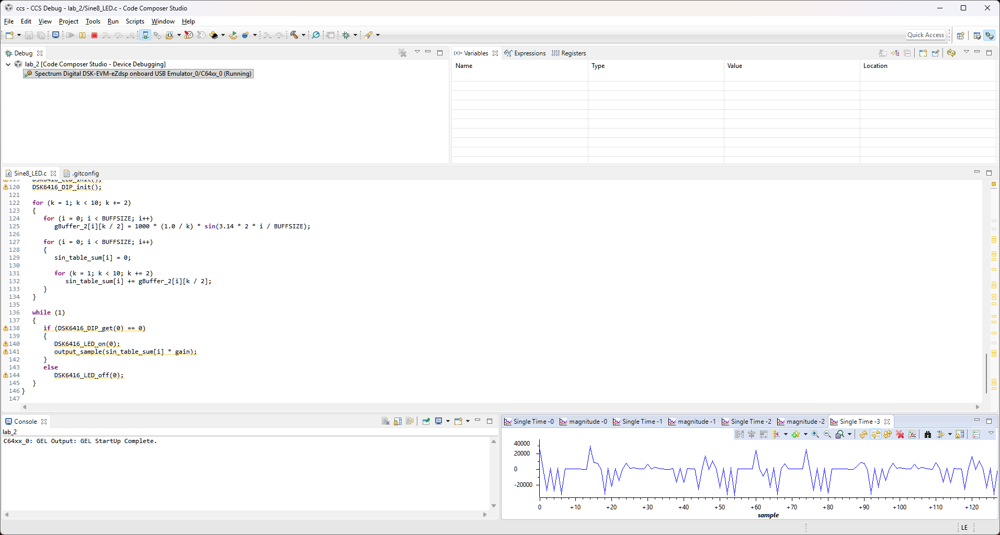 ccs - CCS Debug - lab_2/Sine8_LED.c - Code Composer Studio
File Edit View Project Tools Run Scripts Window Help
Quick Access
Debug
lab_2 [Code Composer Studio - Device Debugging]
Spectrum Digital DSK-EVM-eZdsp onboard USB Emulator_0/C64xx_0 (Running)
(x)= Variables Expressions 1010 0101 Registers
Name Type Value Location
Sine8_LED.c .gitconfig
119 DSK6416_LED_init();
120 DSK6416_DIP_init();
121
122 for (k = 1; k < 10; k += 2)
123 {
124 for (i = 0; i < BUFFSIZE; i++)
125 gBuffer_2[i][k / 2] = 1000 * (1.0 / k) * sin(3.14 * 2 * i / BUFFSIZE);
126
127 for (i = 0; i < BUFFSIZE; i++)
128 {
129 sin_table_sum[i] = 0;
130
131 for (k = 1; k < 10; k += 2)
132 sin_table_sum[i] += gBuffer_2[i][k / 2];
133 }
134 }
135
136 while (1)
137 {
138 if (DSK6416_DIP_get(0) == 0)
139 {
140 DSK6416_LED_on(0);
141 output_sample(sin_table_sum[i] * gain);
142 }
143 else
144 DSK6416_LED_off(0);
145 }
146 }
147
Console
lab_2
C64xx_0: GEL Output: GEL StartUp Complete.
Single Time -0 magnitude -0 Single Time -1 magnitude -1 Single Time -2 magnitude -2 Single Time -3
40000
20000
0
-20000
0 +10 +20 +30 +40 +50 +60 +70 +80 +90 +100 +110 +120
sample
LE